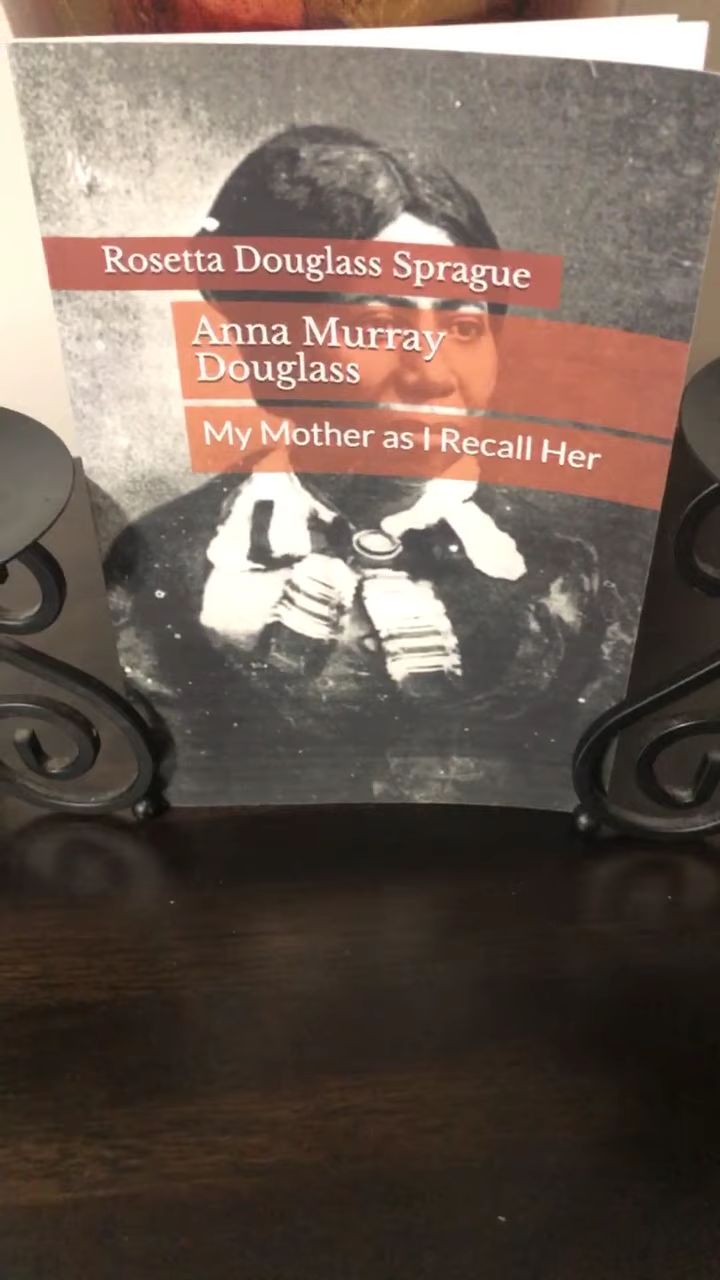 Rosetta Douglass Sprague
Anna Murray
Douglass
My Mother as I Recall Her